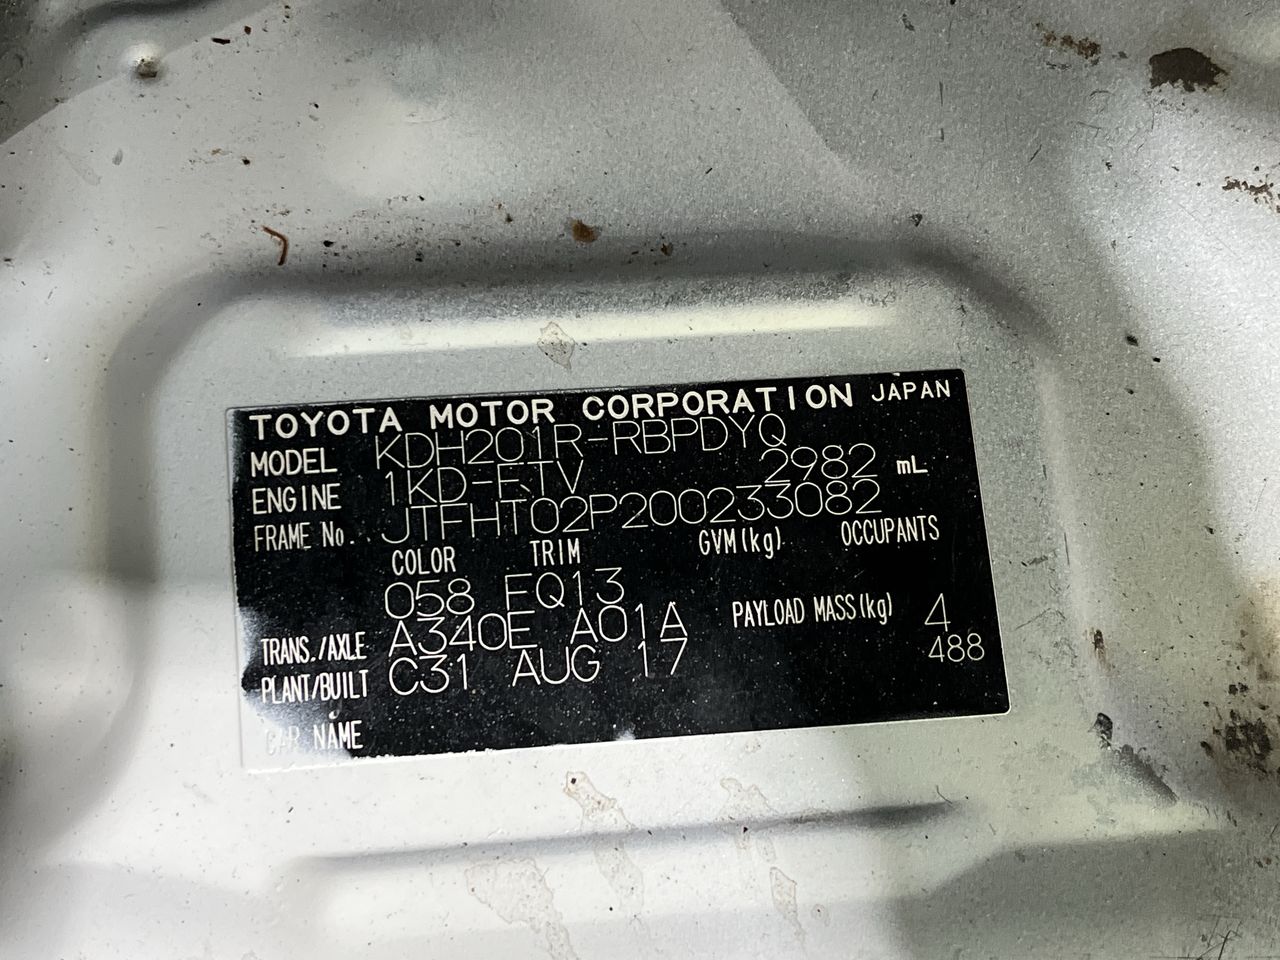 TOYOTA MOTOR CORPORATION JAPAN
MODEL KDH201R-RBPDYQ
ENGINE 1KD-FTV 2982 mL
FRAME No. JTFHT02P200233082
COLOR TRIM GVM(kg) OCCUPANTS
058 FQ13
TRANS./AXLE A340E A01A PAYLOAD MASS(kg) 4
PLANT/BUILT C31 AUG 17 488
CAR NAME